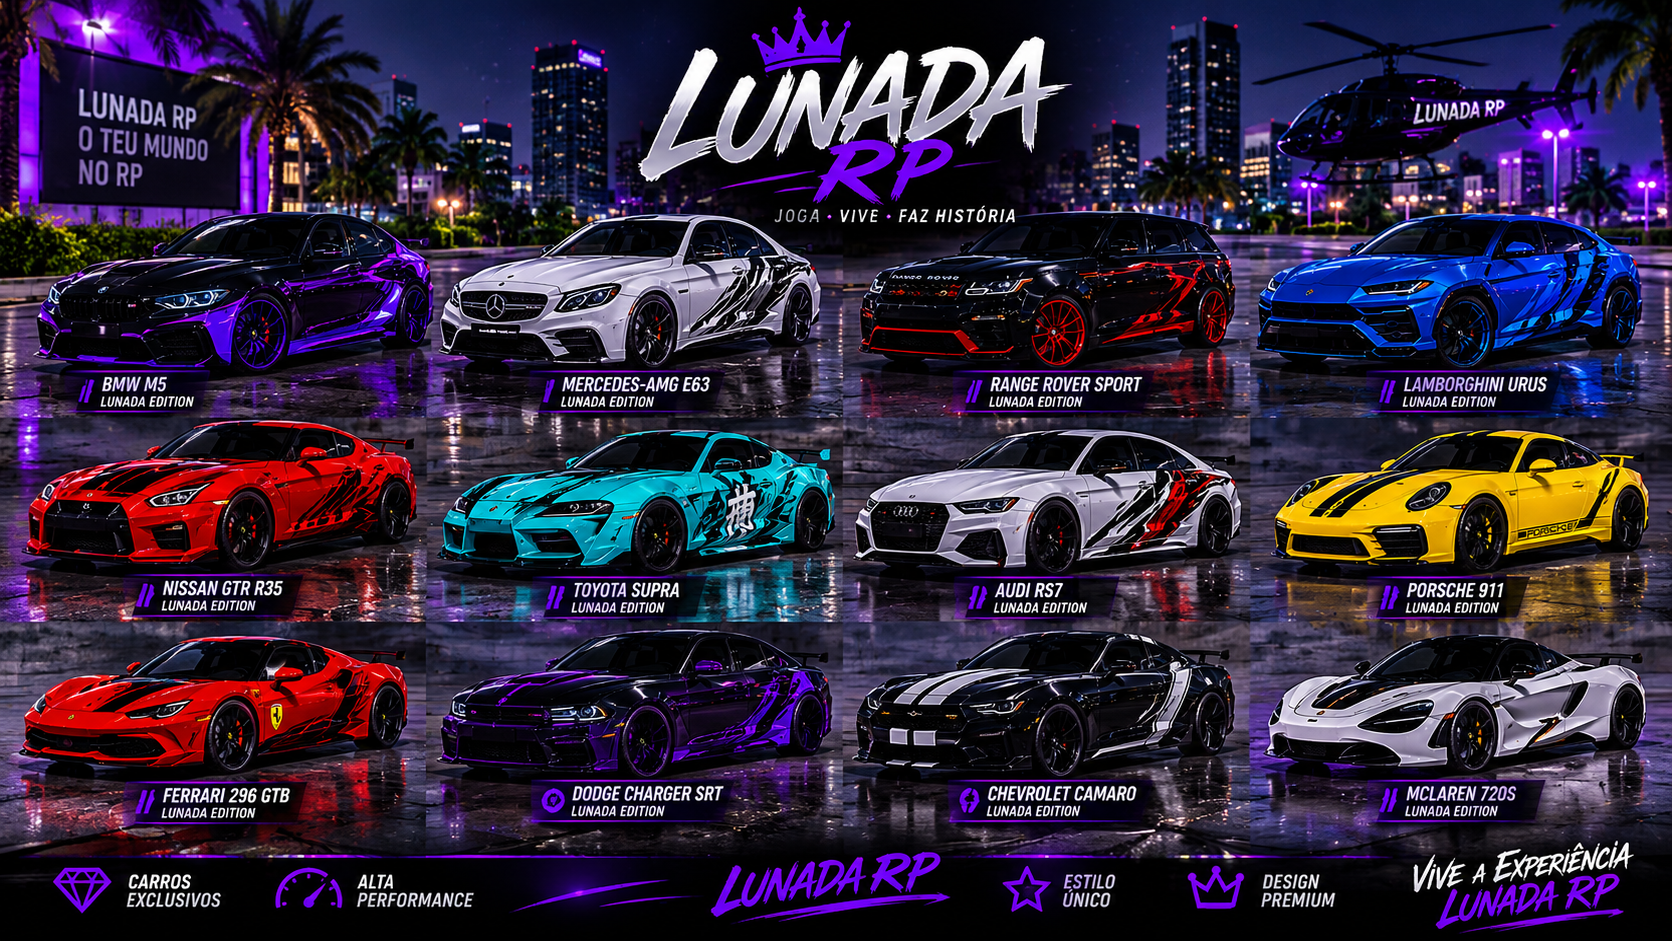 LUNADA RP
O TEU MUNDO
NO RP
LUNADA
RP
JOGA • VIVE • FAZ HISTÓRIA
LUNADA RP
RANGE ROVER
BMW M5
LUNADA EDITION
MERCEDES-AMG E63
LUNADA EDITION
RANGE ROVER SPORT
LUNADA EDITION
LAMBORGHINI URUS
LUNADA EDITION
NISSAN GTR R35
LUNADA EDITION
TOYOTA SUPRA
LUNADA EDITION
AUDI RS7
LUNADA EDITION
PORSCHE 911
LUNADA EDITION
FERRARI 296 GTB
LUNADA EDITION
DODGE CHARGER SRT
LUNADA EDITION
CHEVROLET CAMARO
LUNADA EDITION
MCLAREN 720S
LUNADA EDITION
CARROS
EXCLUSIVOS
ALTA
PERFORMANCE
LUNADA RP
ESTILO
ÚNICO
DESIGN
PREMIUM
VIVE A EXPERIÊNCIA
LUNADA RP